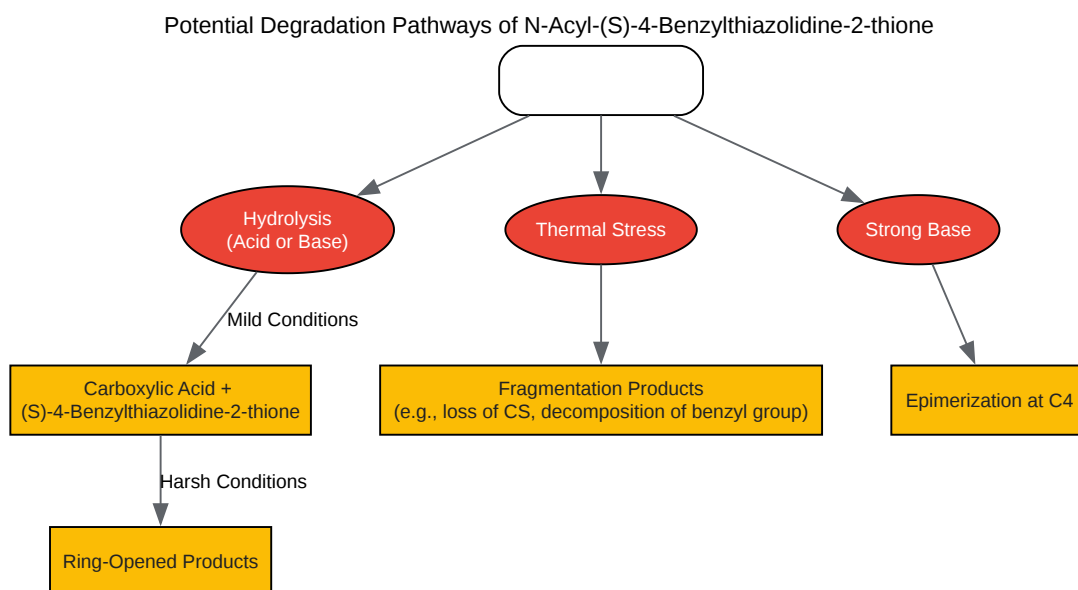 Potential Degradation Pathways of N-Acyl-(S)-4-Benzylthiazolidine-2-thione
Hydrolysis
(Acid or Base)
Thermal Stress
Strong Base
Mild Conditions
Carboxylic Acid +
(S)-4-Benzylthiazolidine-2-thione
Fragmentation Products
(e.g., loss of CS, decomposition of benzyl group)
Epimerization at C4
Harsh Conditions
Ring-Opened Products